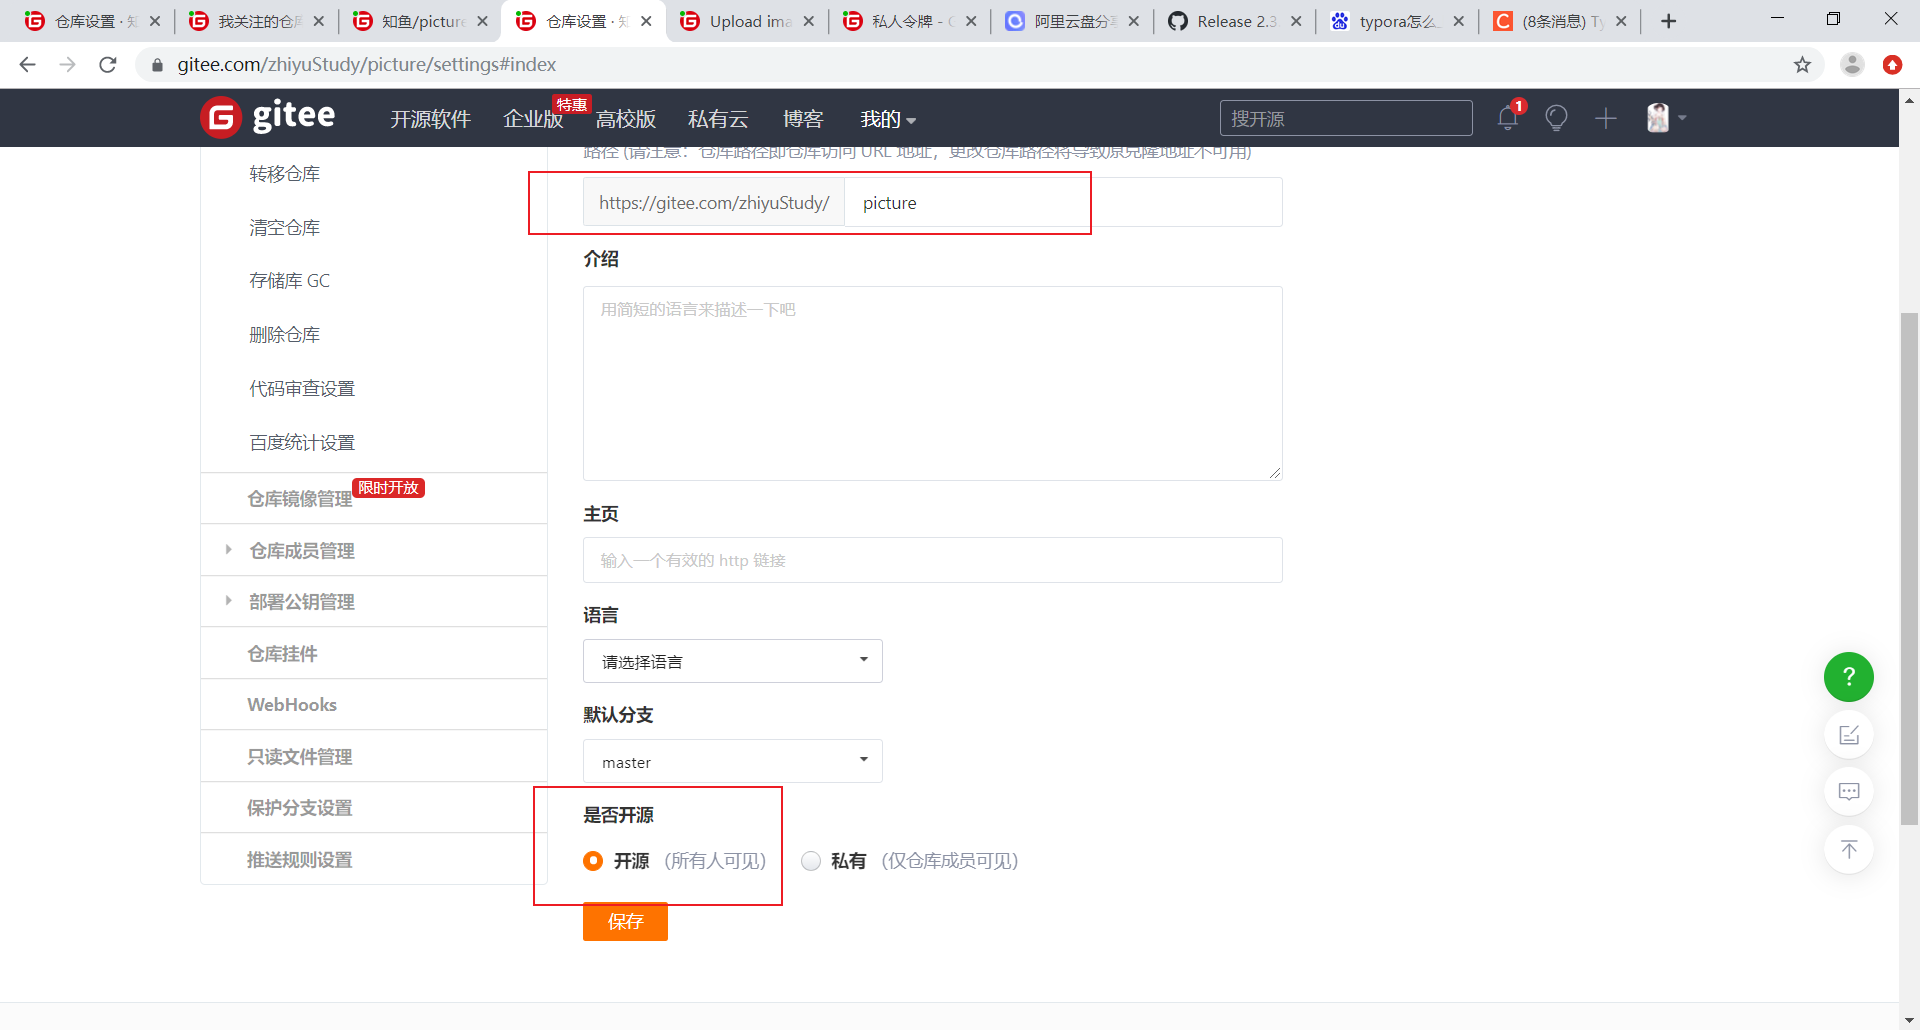 仓库设置 · 知
我关注的仓库
知鱼/picture
仓库设置 · 知
Upload ima
私人令牌 - G
阿里云盘分享
Release 2.3
typora怎么
(8条消息) Ty
gitee.com/zhiyuStudy/picture/settings#index
gitee
开源软件
企业版
特惠
高校版
私有云
博客
我的
搜开源
1
路径 (请注意：仓库路径即仓库访问 URL 地址，更改仓库路径将导致原克隆地址不可用)
https://gitee.com/zhiyuStudy/
picture
转移仓库
清空仓库
存储库 GC
删除仓库
代码审查设置
百度统计设置
仓库镜像管理
限时开放
仓库成员管理
部署公钥管理
仓库挂件
WebHooks
只读文件管理
保护分支设置
推送规则设置
介绍
用简短的语言来描述一下吧
主页
输入一个有效的 http 链接
语言
请选择语言
默认分支
master
是否开源
开源 (所有人可见)
私有 (仅仓库成员可见)
保存
?